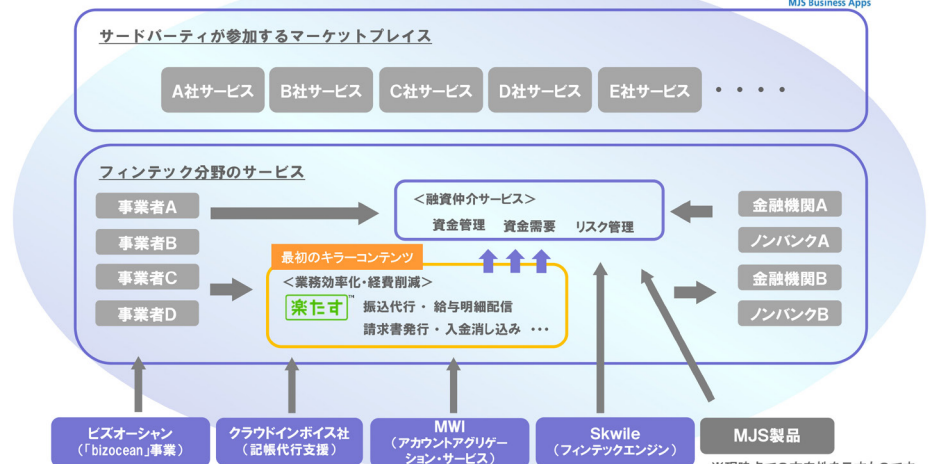 MJS Business Apps
サードパーティが参加するマーケットプレイス
A社サービス B社サービス C社サービス D社サービス E社サービス ・・・・
フィンテック分野のサービス
事業者A
事業者B
事業者C
事業者D
＜融資仲介サービス＞
資金管理 資金需要 リスク管理
最初のキラーコンテンツ
＜業務効率化・経費削減＞
楽たす™ 振込代行・給与明細配信
請求書発行・入金消し込み …
金融機関A
ノンバンクA
金融機関B
ノンバンクB
ビズオーシャン
（「bizocean」事業）
クラウドインボイス社
（記帳代行支援）
MWI
（アカウントアグリゲー
ション・サービス）
Skwile
（フィンテックエンジン）
MJS製品